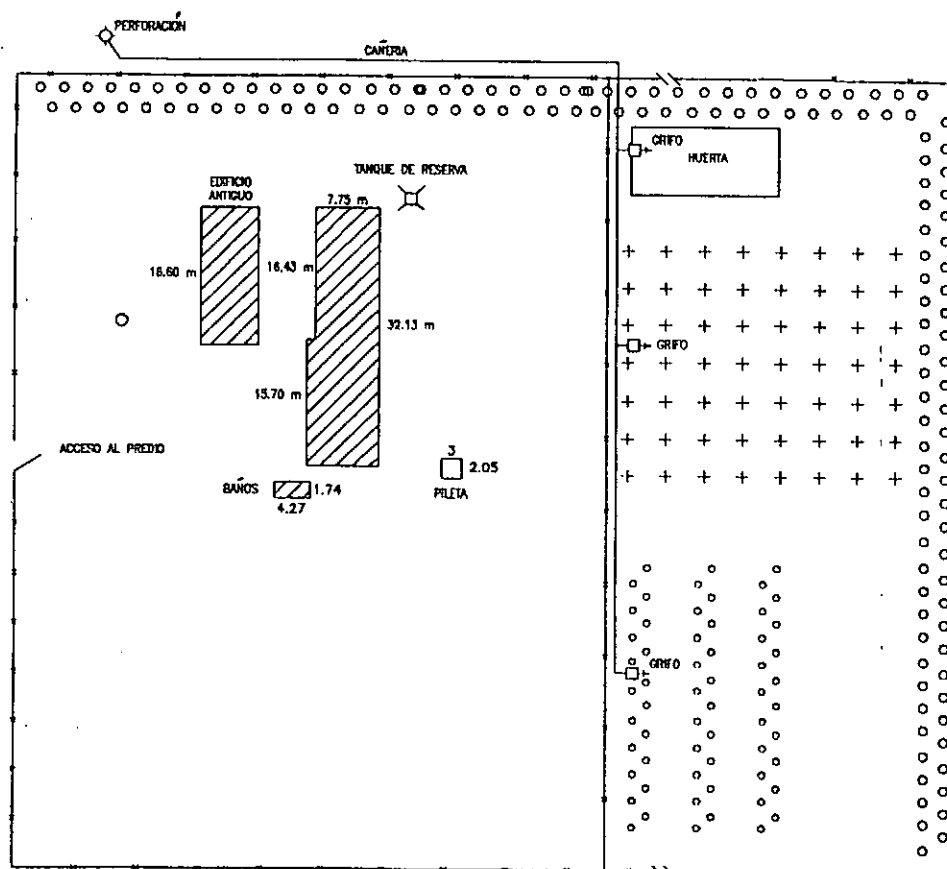 PERFORACIÓN
CAÑERIA
GRIFO
HUERTA
TANQUE DE RESERVA
EDIFICIO
ANTIGUO
7.75 m
16.60 m
16.43 m
32.13 m
GRIFO
15.70 m
ACCESO AL PREDIO
3
2.05
PILETA
BAÑOS
1.74
4.27
GRIFO